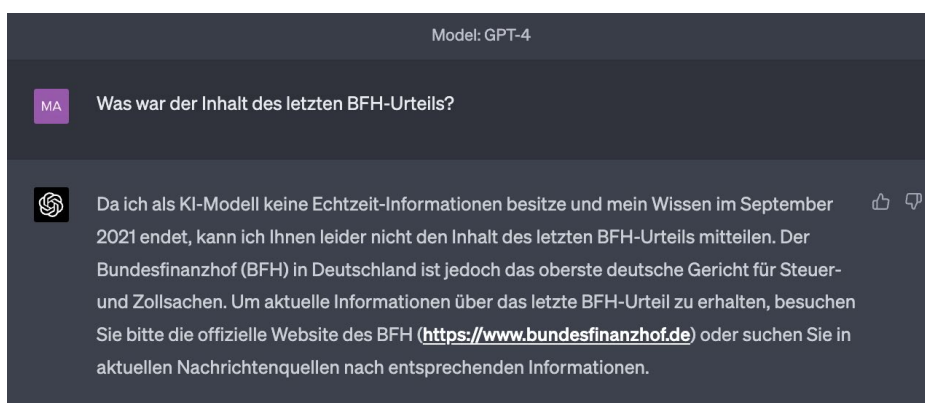 Model: GPT-4
MA
Was war der Inhalt des letzten BFH-Urteils?
Da ich als KI-Modell keine Echtzeit-Informationen besitze und mein Wissen im September
2021 endet, kann ich Ihnen leider nicht den Inhalt des letzten BFH-Urteils mitteilen. Der
Bundesfinanzhof (BFH) in Deutschland ist jedoch das oberste deutsche Gericht für Steuer-
und Zollsachen. Um aktuelle Informationen über das letzte BFH-Urteil zu erhalten, besuchen
Sie bitte die offizielle Website des BFH (https://www.bundesfinanzhof.de) oder suchen Sie in
aktuellen Nachrichtenquellen nach entsprechenden Informationen.